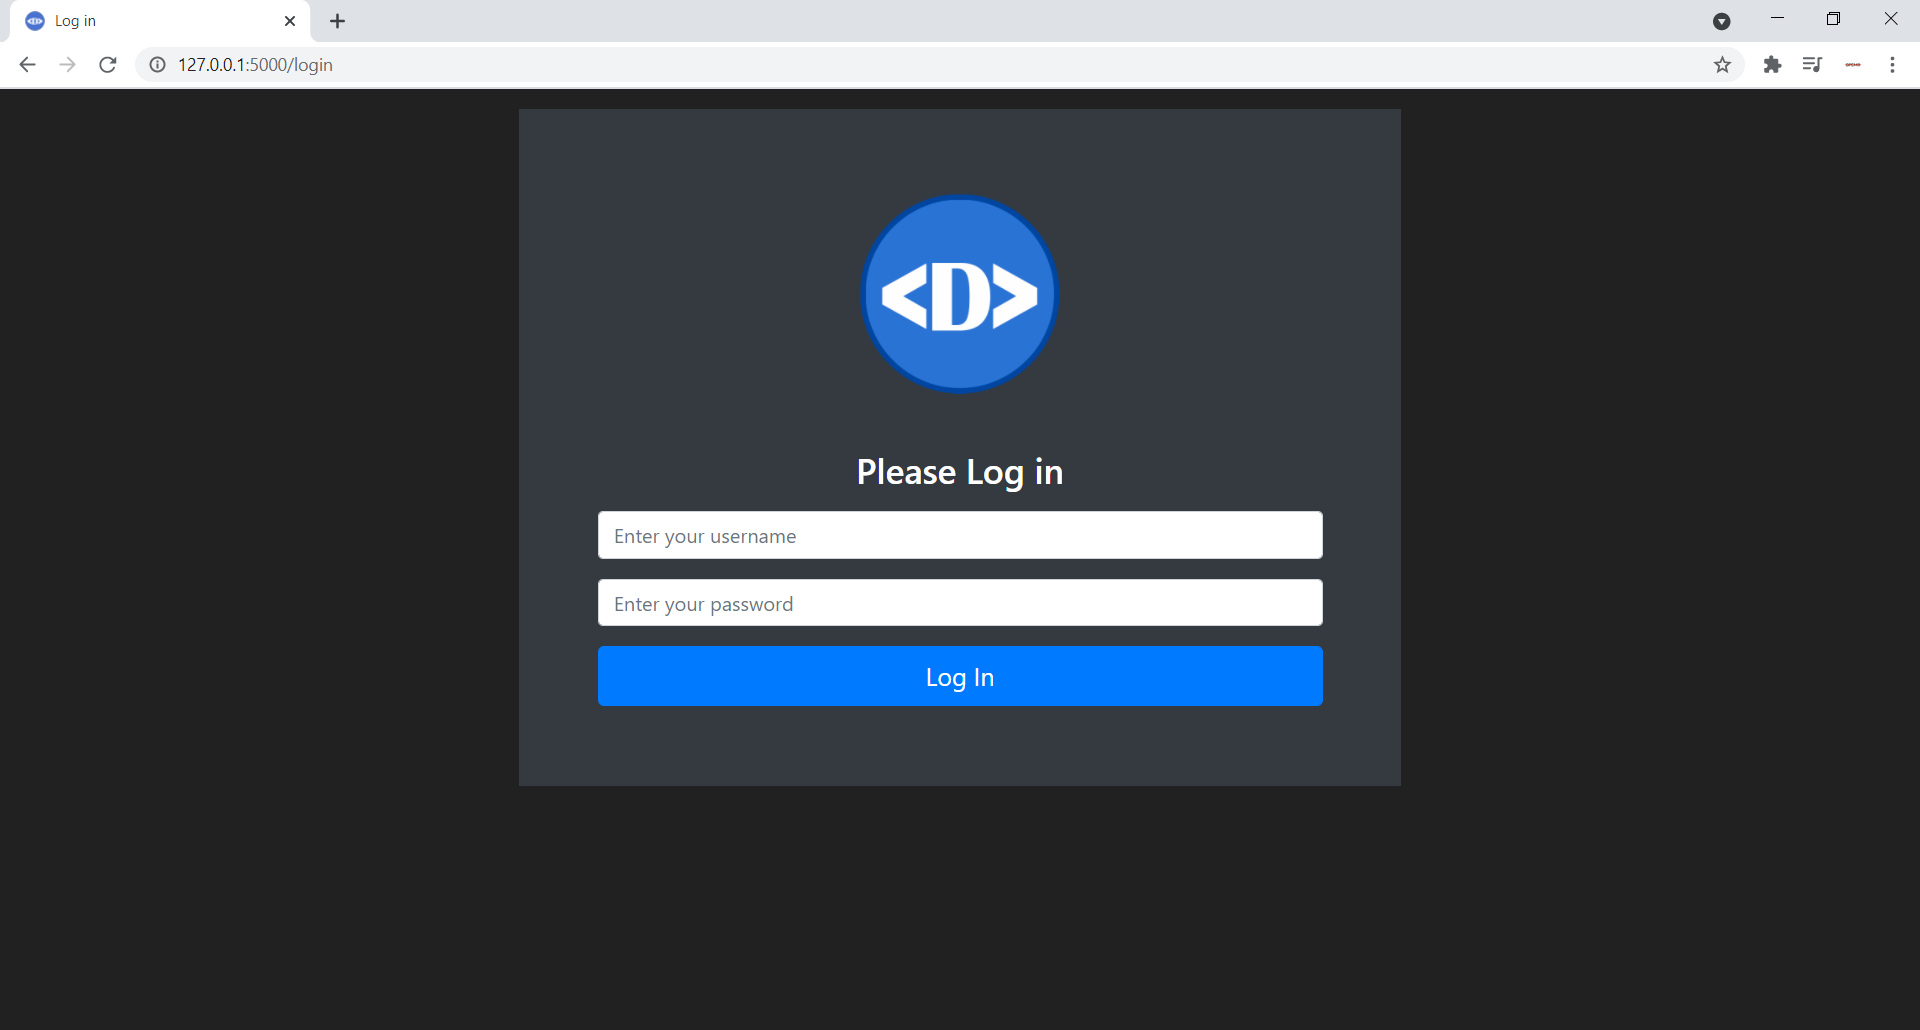 Log in
127.0.0.1:5000/login
<D>
Please Log in
Enter your username
Enter your password
Log In